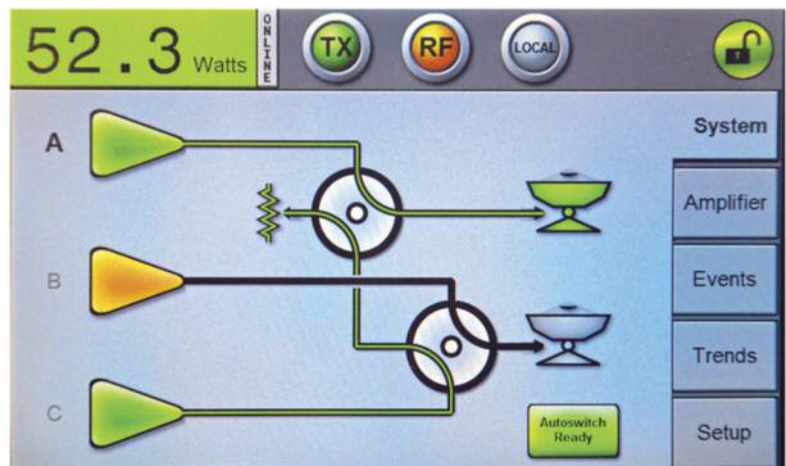 52.3 Watts
ONLINE
TX
RF
LOCAL
System
A
Amplifier
B
Events
Trends
C
Autoswitch
Ready
Setup